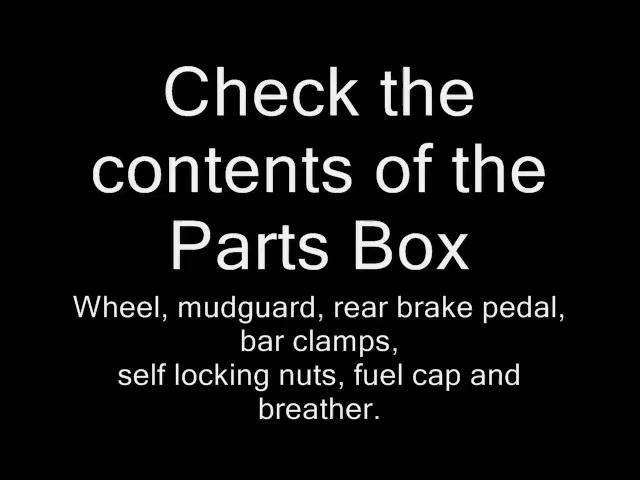 Check the
contents of the
Parts Box
Wheel, mudguard, rear brake pedal,
bar clamps,
self locking nuts, fuel cap and
breather.